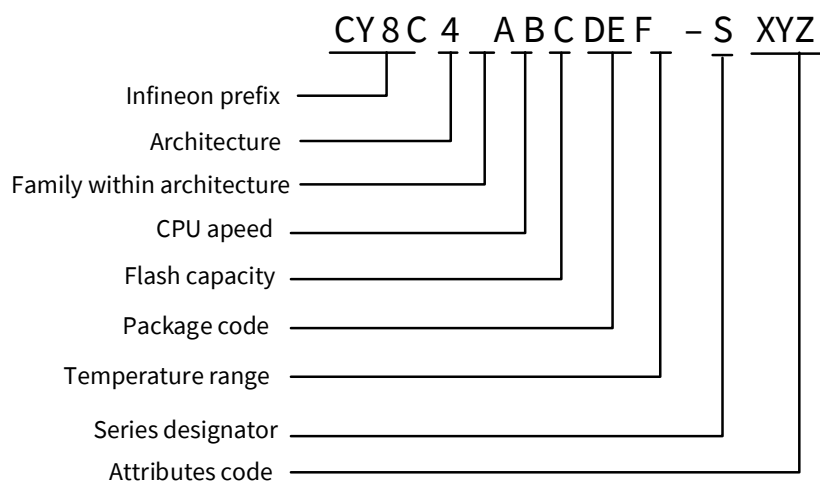 CY8C4 ABCDEF – S XYZ
Infineon prefix
Architecture
Family within architecture
CPU apeed
Flash capacity
Package code
Temperature range
Series designator
Attributes code